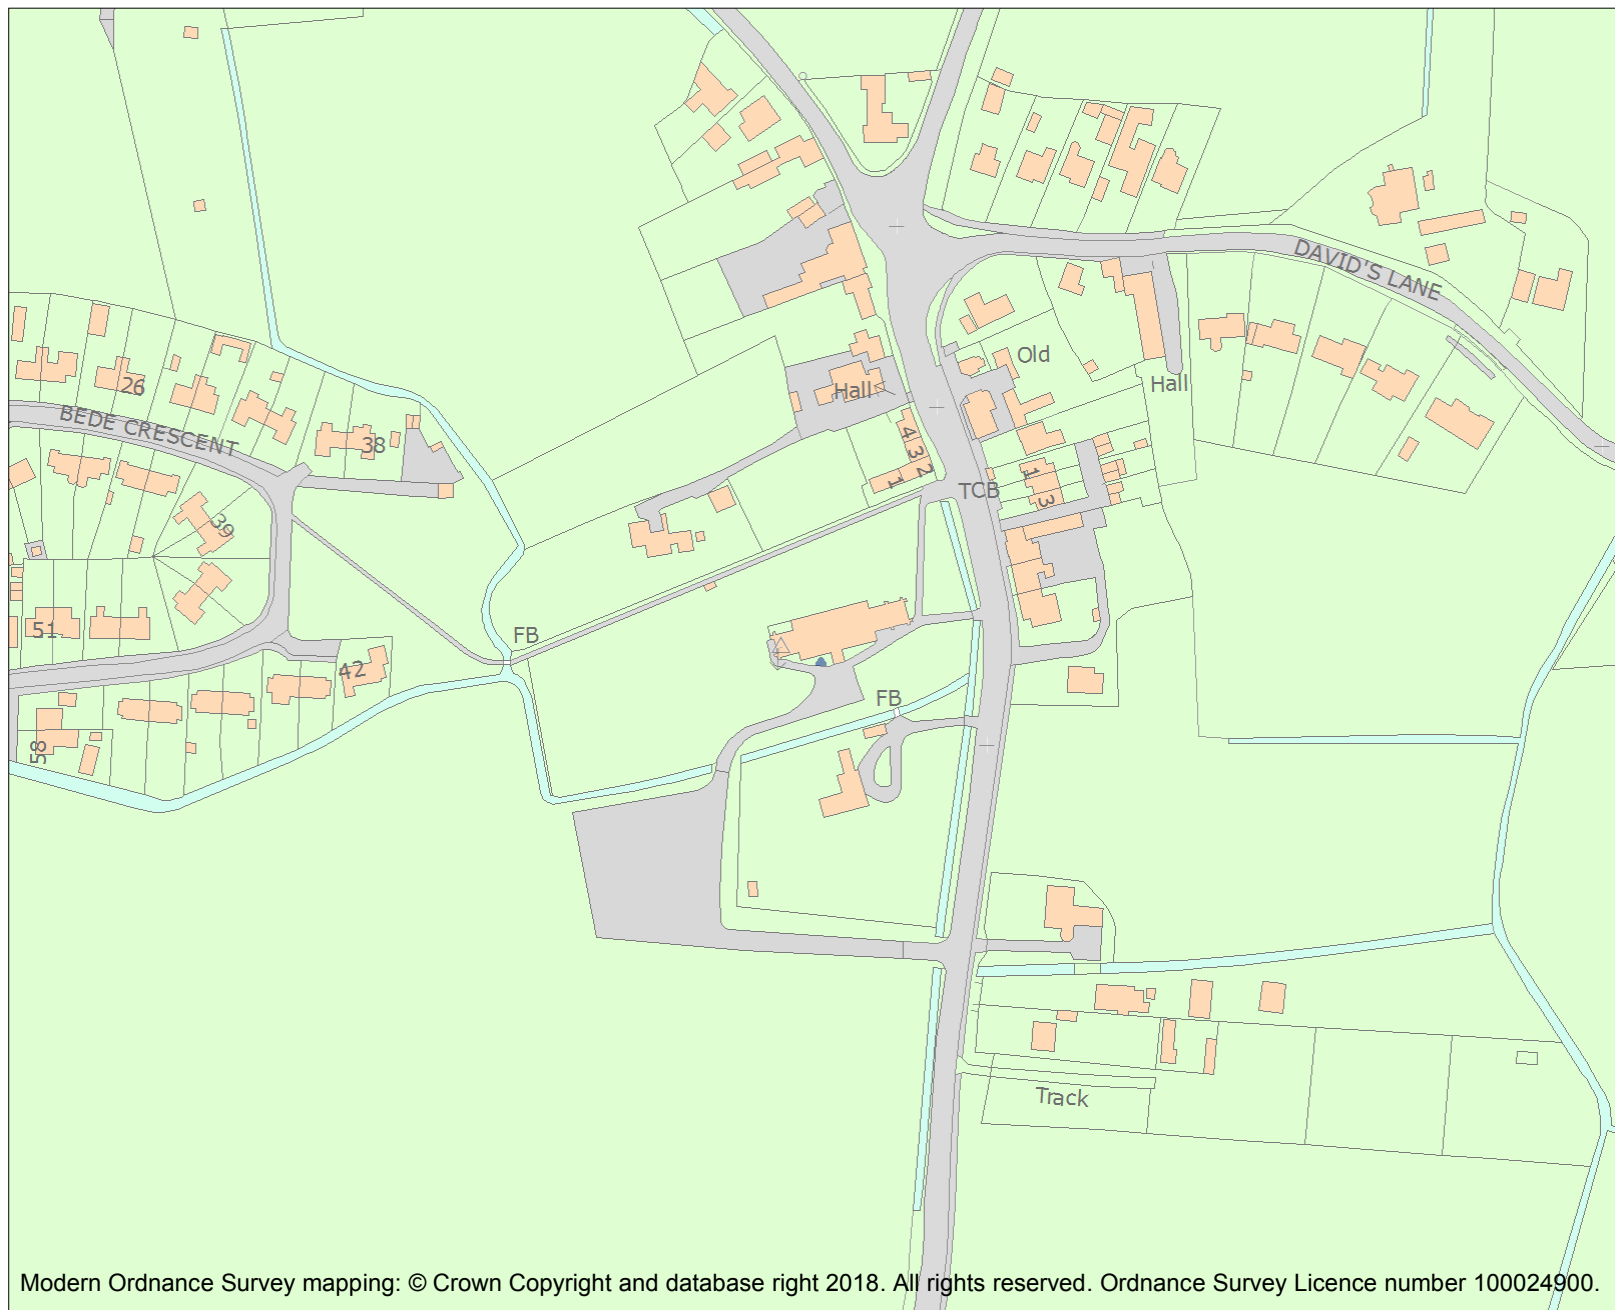 DAVID'S LANE
Old
Hall
Hall
26
BEDE CRESCENT
38
4
3
2
1
TCB
1
3
39
51
FB
42
FB
58
Track
Modern Ordnance Survey mapping: © Crown Copyright and database right 2018. All rights reserved. Ordnance Survey Licence number 100024900.